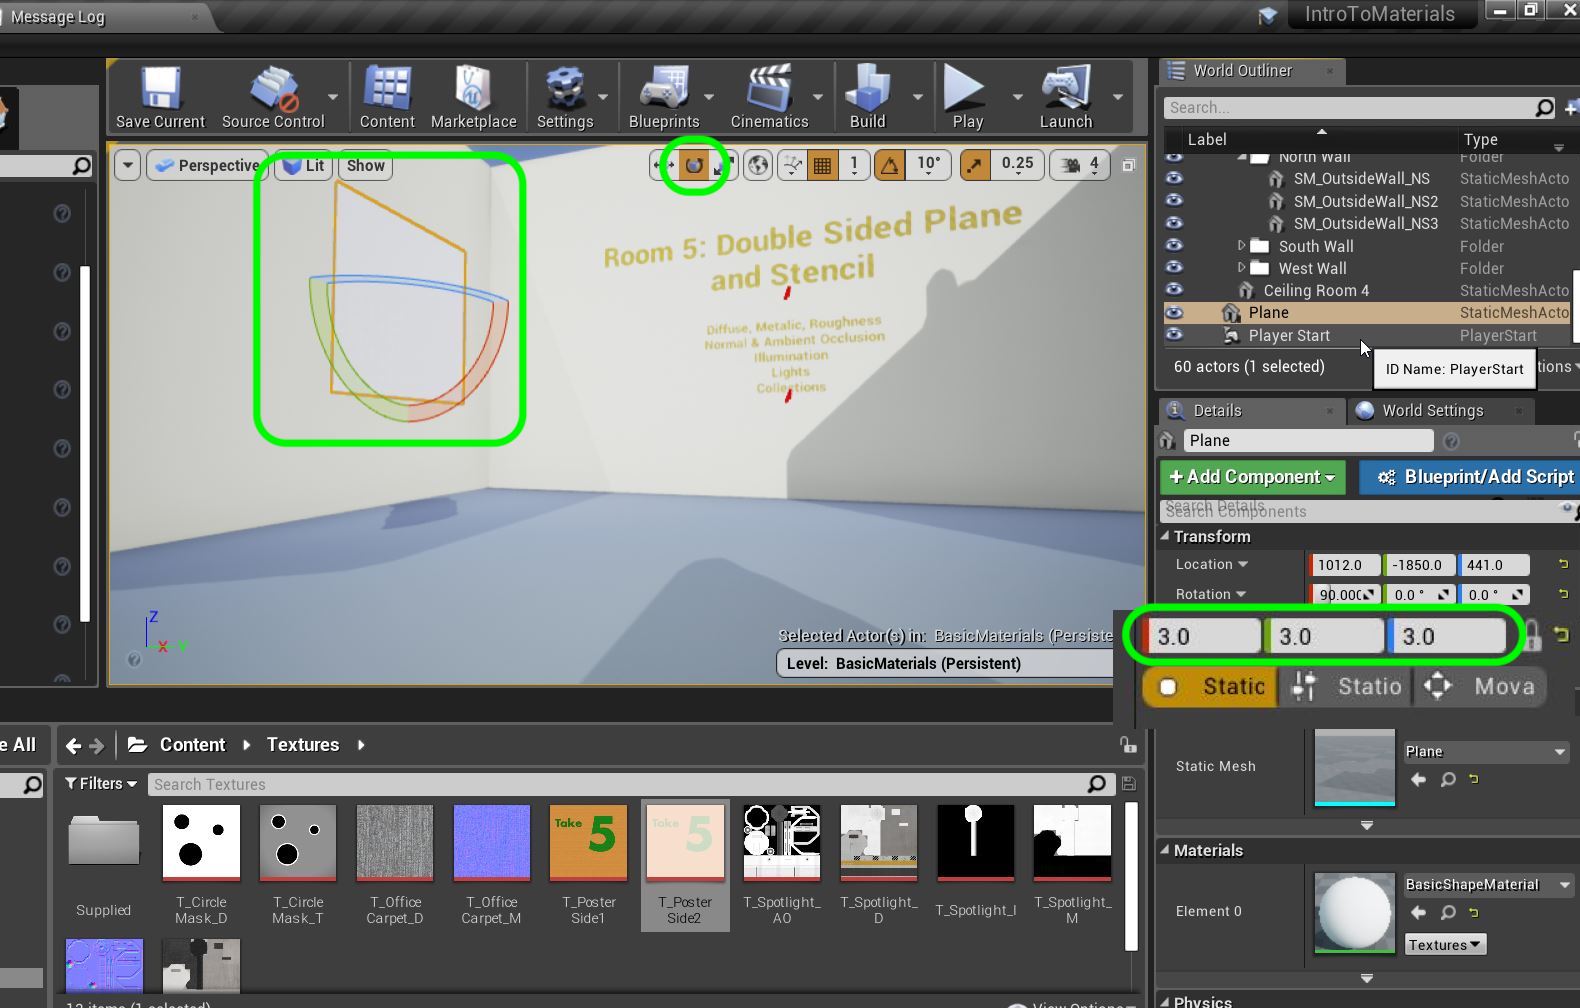 Message Log
IntroToMaterials
Save Current
Source Control
Content
Marketplace
Settings
Blueprints
Cinematics
Build
Play
Launch
Perspective
Lit
Show
1
10°
0.25
4
Room 5: Double Sided Plane
and Stencil
Diffuse, Metalic, Roughness
Normal & Ambient Occlusion
Illumination
Lights
Collections
Z
X
Y
Selected Actor(s) in: BasicMaterials (Persiste
Level: BasicMaterials (Persistent)
World Outliner
Search...
Label
Type
North Wall Folder
SM_OutsideWall_NS StaticMeshActo
SM_OutsideWall_NS2 StaticMeshActo
SM_OutsideWall_NS3 StaticMeshActo
South Wall Folder
West Wall Folder
Ceiling Room 4 StaticMeshActo
Plane StaticMeshActo
Player Start PlayerStart
60 actors (1 selected)
tions
ID Name: PlayerStart
Details
World Settings
Plane
+Add Component
Blueprint/Add Script
Search Details
Search Components
Transform
Location 1012.0 -1850.0 441.0
Rotation 90.000 0.0 ° 0.0 °
3.0 3.0 3.0
Static Statio Mova
Static Mesh
Plane
Materials
Element 0
BasicShapeMaterial
Textures
Physics
e All
Content
Textures
Filters
Search Textures
Supplied
T_Circle
Mask_D
T_Circle
Mask_T
T_Office
Carpet_D
T_Office
Carpet_M
Take 5
T_Poster
Side1
Take 5
T_Poster
Side2
T_Spotlight_
AO
T_Spotlight_
D
T_Spotlight_I
T_Spotlight_
M
12 items (1 selected)
View Options